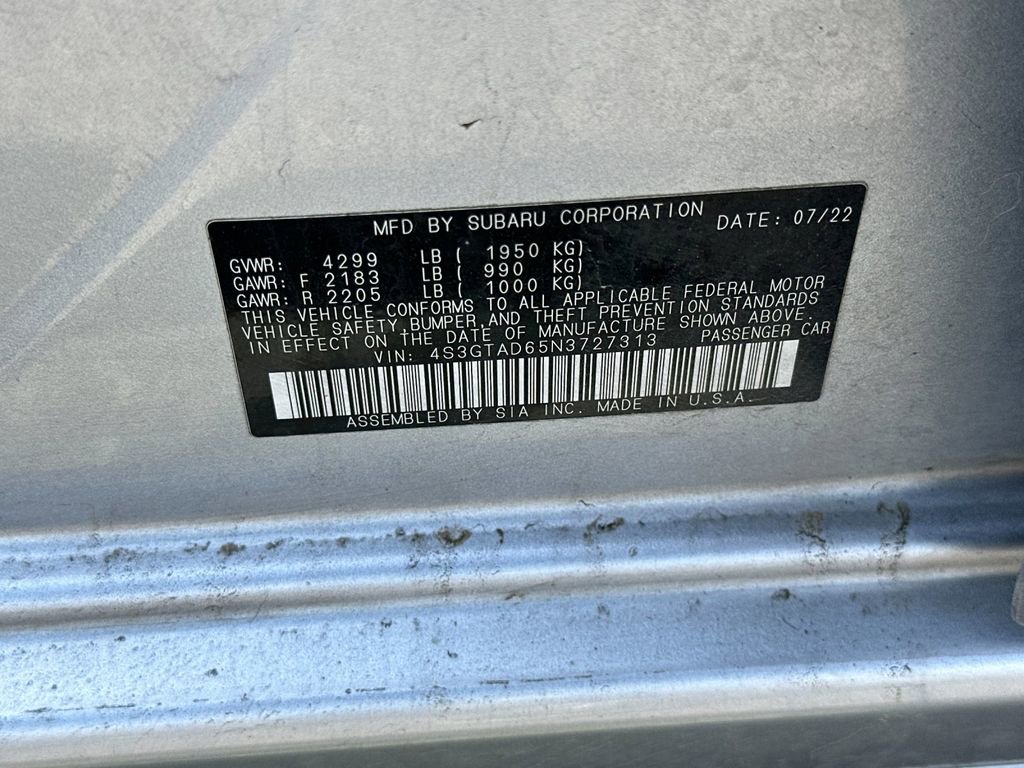 MFD BY SUBARU CORPORATION DATE: 07/22
GVWR: 4299 LB ( 1950 KG)
GAWR: F 2183 LB ( 990 KG)
GAWR: R 2205 LB ( 1000 KG)
THIS VEHICLE CONFORMS TO ALL APPLICABLE FEDERAL MOTOR
VEHICLE SAFETY,BUMPER,AND THEFT PREVENTION STANDARDS
IN EFFECT ON THE DATE OF MANUFACTURE SHOWN ABOVE.
VIN: 4S3GTAD65N3727313 PASSENGER CAR
ASSEMBLED BY SIA INC. MADE IN U.S.A.